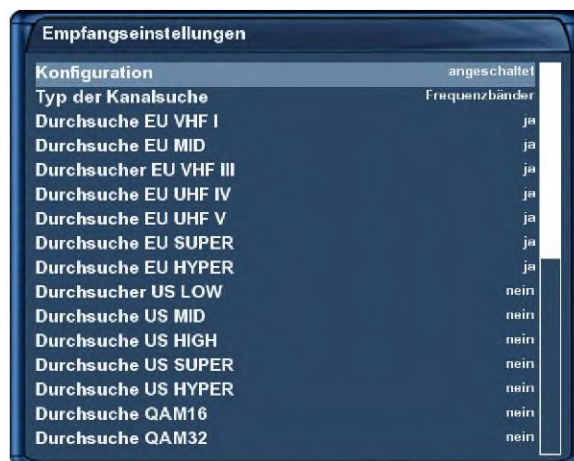 Empfangseinstellungen
Konfiguration angeschaltet
Typ der Kanalsuche Frequenzbänder
Durchsuche EU VHF I ja
Durchsuche EU MID ja
Durchsucher EU VHF III ja
Durchsuche EU UHF IV ja
Durchsuche EU UHF V ja
Durchsuche EU SUPER ja
Durchsuche EU HYPER ja
Durchsucher US LOW nein
Durchsuche US MID nein
Durchsuche US HIGH nein
Durchsuche US SUPER nein
Durchsuche US HYPER nein
Durchsuche QAM16 nein
Durchsuche QAM32 nein